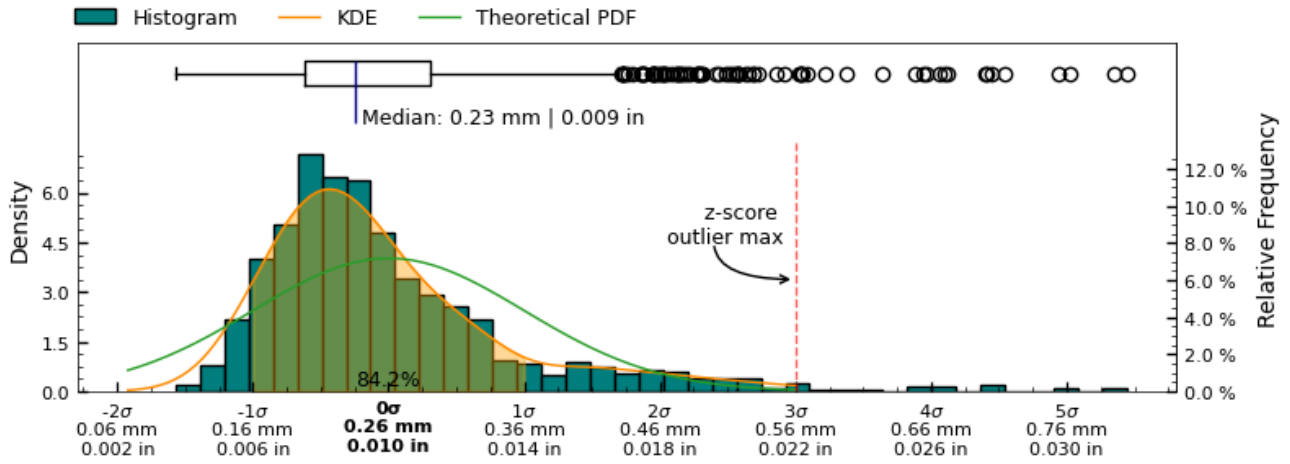 Histogram KDE Theoretical PDF
Median: 0.23 mm | 0.009 in
Density
6.0
4.5
3.0
1.5
0.0
z-score
outlier max
84.2%
12.0 %
10.0 %
8.0 %
6.0 %
4.0 %
2.0 %
0.0 %
Relative Frequency
-2σ -1σ 0σ 1σ 2σ 3σ 4σ 5σ
0.06 mm 0.16 mm 0.26 mm 0.36 mm 0.46 mm 0.56 mm 0.66 mm 0.76 mm
0.002 in 0.006 in 0.010 in 0.014 in 0.018 in 0.022 in 0.026 in 0.030 in